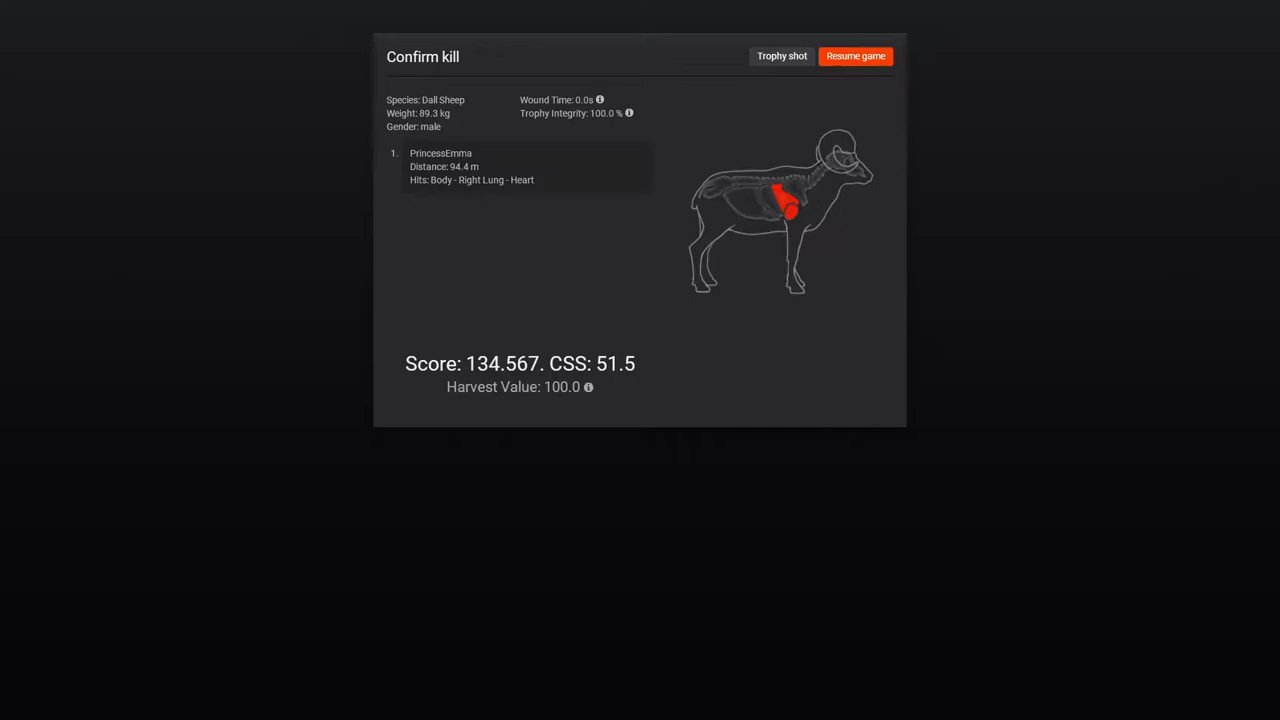 Confirm kill
Trophy shot
Resume game
Species: Dall Sheep
Weight: 89.3 kg
Gender: male
Wound Time: 0.0s
Trophy Integrity: 100.0 %
1.
PrincessEmma
Distance: 94.4 m
Hits: Body - Right Lung - Heart
Score: 134.567. CSS: 51.5
Harvest Value: 100.0